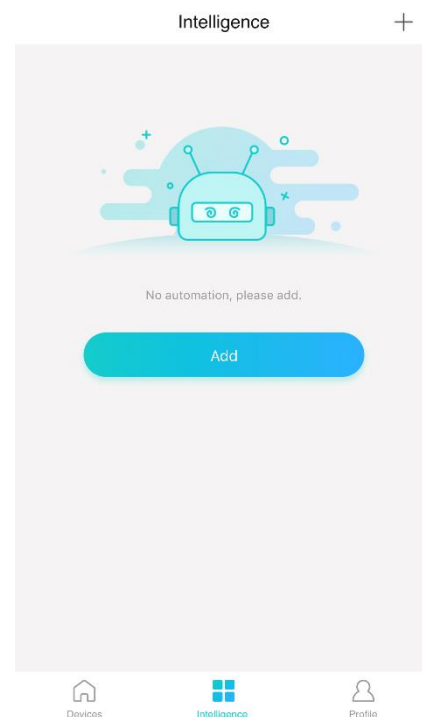 Intelligence
No automation, please add.
Add
Devices
Intelligence
Profile